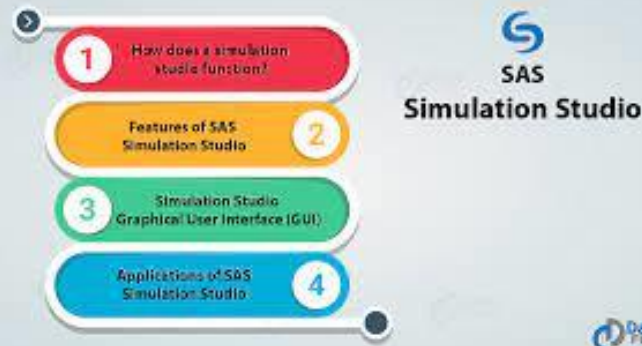 1
How does a simulation
studio function?
Features of SAS
Simulation Studio
2
3
Simulation Studio
Graphical User Interface (GUI)
Applications of SAS
Simulation Studio
4
SAS
Simulation Studio